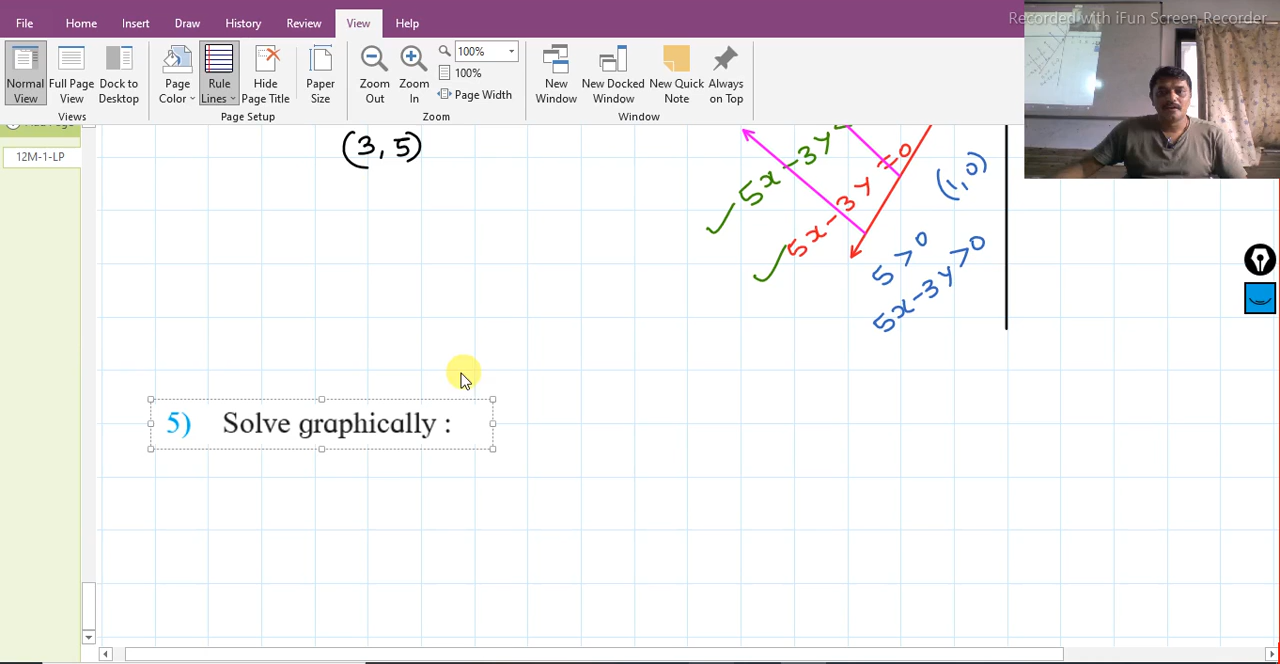 File Home Insert Draw History Review View Help
Recorded with iFun Screen Recorder
Normal View Full Page View Dock to Desktop Page Color Rule Lines Hide Page Title Paper Size Zoom Out Zoom In 100% 100% Page Width New Window New Docked Window New Quick Note Always on Top
Views Page Setup Zoom Window
Add Page
12M-1-LP
(3, 5)
5x-3y
5x-3y=0
(1,0)
5>0
5x-3y>0
5) Solve graphically :